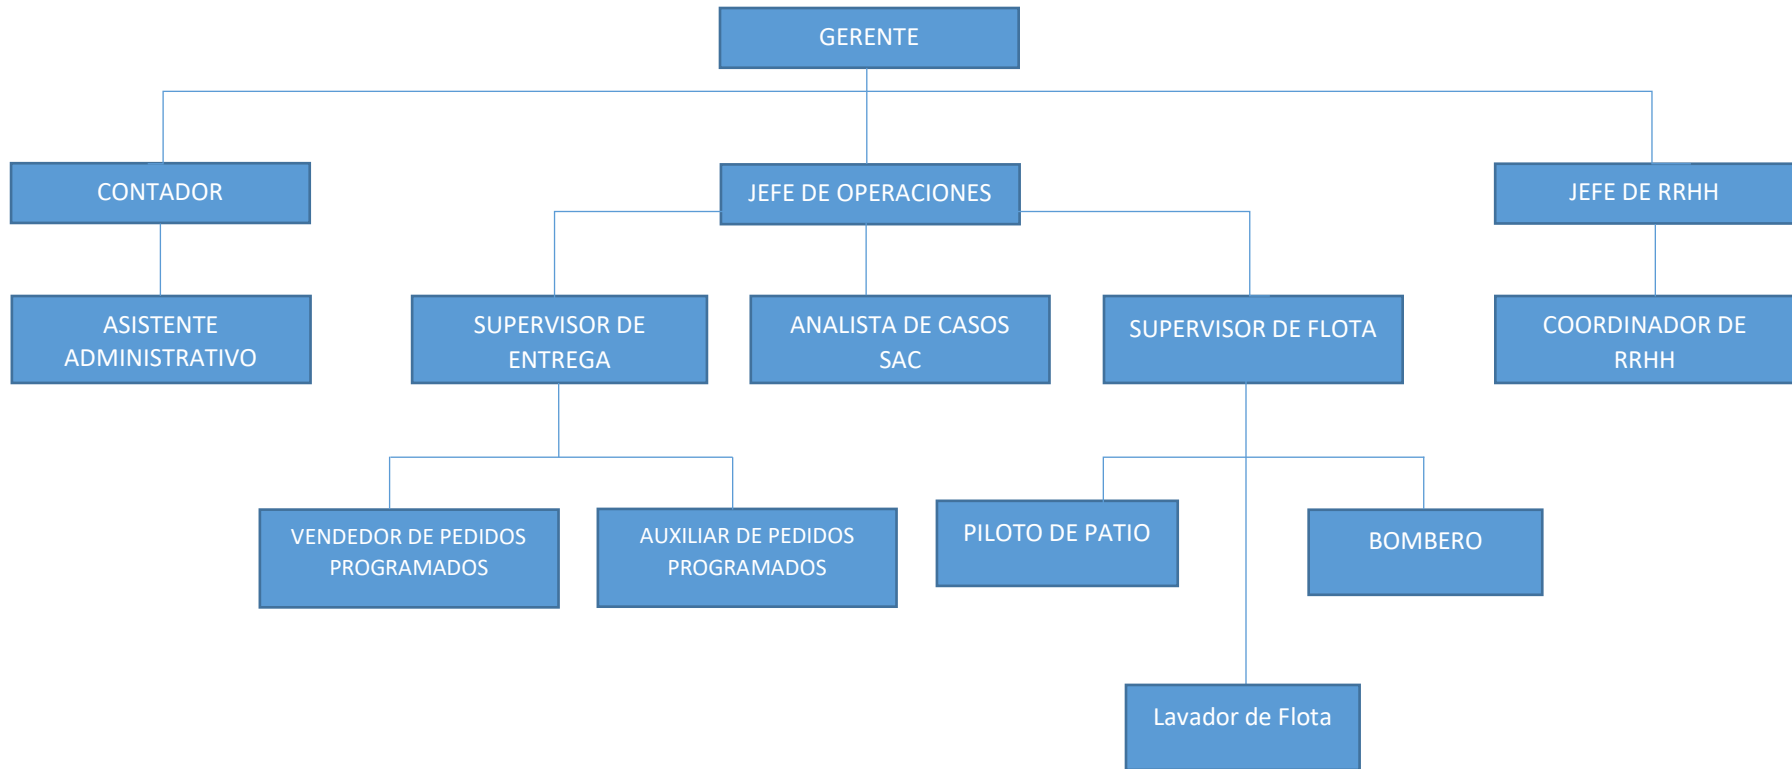 GERENTE
CONTADOR
JEFE DE OPERACIONES
JEFE DE RRHH
ASISTENTE
ADMINISTRATIVO
SUPERVISOR DE
ENTREGA
ANALISTA DE CASOS
SAC
SUPERVISOR DE FLOTA
COORDINADOR DE
RRHH
VENDEDOR DE PEDIDOS
PROGRAMADOS
AUXILIAR DE PEDIDOS
PROGRAMADOS
PILOTO DE PATIO
BOMBERO
Lavador de Flota